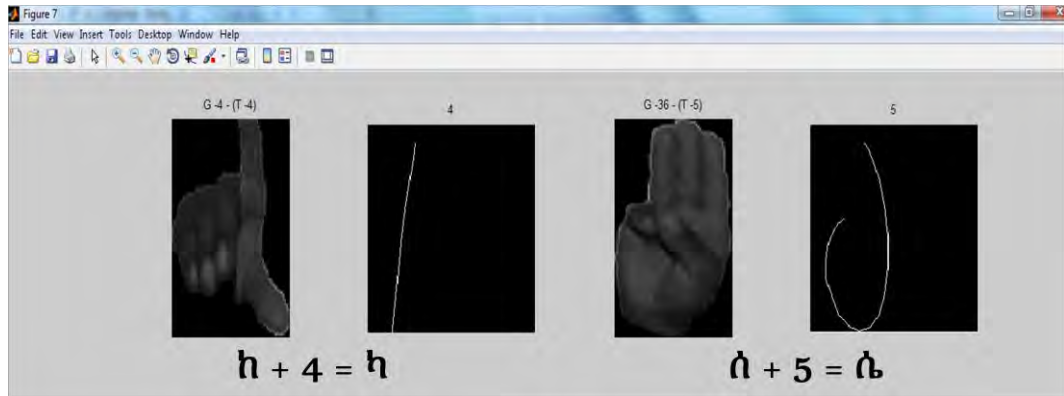 Figure 7
File Edit View Insert Tools Desktop Window Help
G -4 - (T -4) 4 G -36 - (T -5) 5
ከ + 4 = ካ ሰ + 5 = ሴ